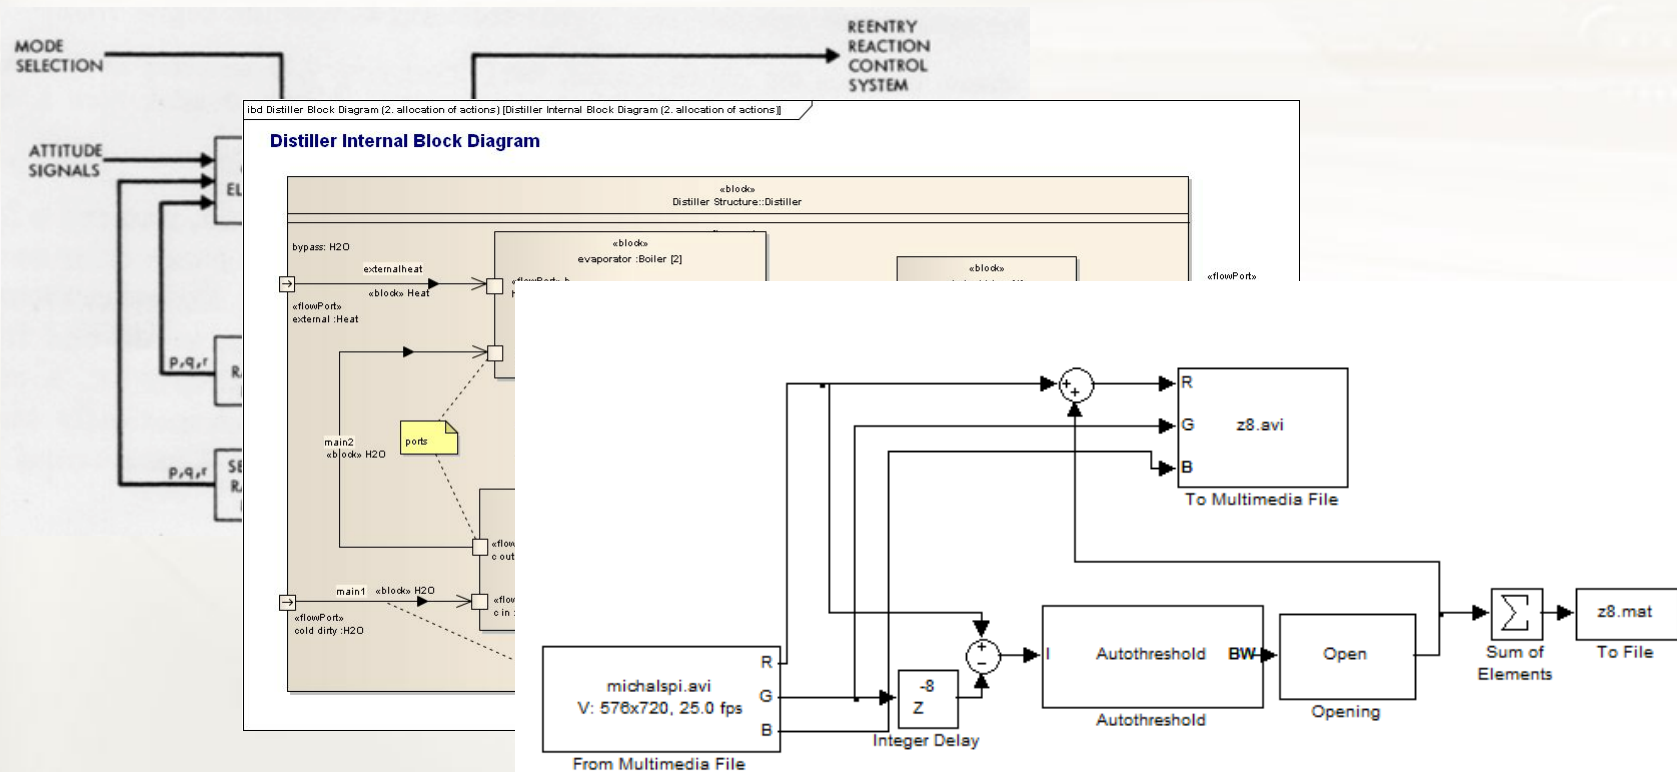 MODE
SELECTION
REENTRY
REACTION
CONTROL
SYSTEM
ATTITUDE
SIGNALS
EL
p,q,r
R
p,q,r
SE
R
ibd Distiller Block Diagram (2. allocation of actions) [Distiller Internal Block Diagram (2. allocation of actions)]
Distiller Internal Block Diagram
«block»
Distiller Structure::Distiller
bypass: H2O
«block»
evaporator :Boiler [2]
externalheat
«block» Heat
«flowPort»
external :Heat
«block»
«flowPort»
ports
main2
«block» H2O
c out
main1
«block» H2O
c in :
«flowPort»
cold dirty :H2O
R
G
B
z8.avi
To Multimedia File
michalspi.avi
V: 576x720, 25.0 fps
R
G
B
From Multimedia File
-8
Z
Integer Delay
+
+
+
−
I
Autothreshold
BW
Autothreshold
Open
Opening
Σ
Sum of
Elements
z8.mat
To File